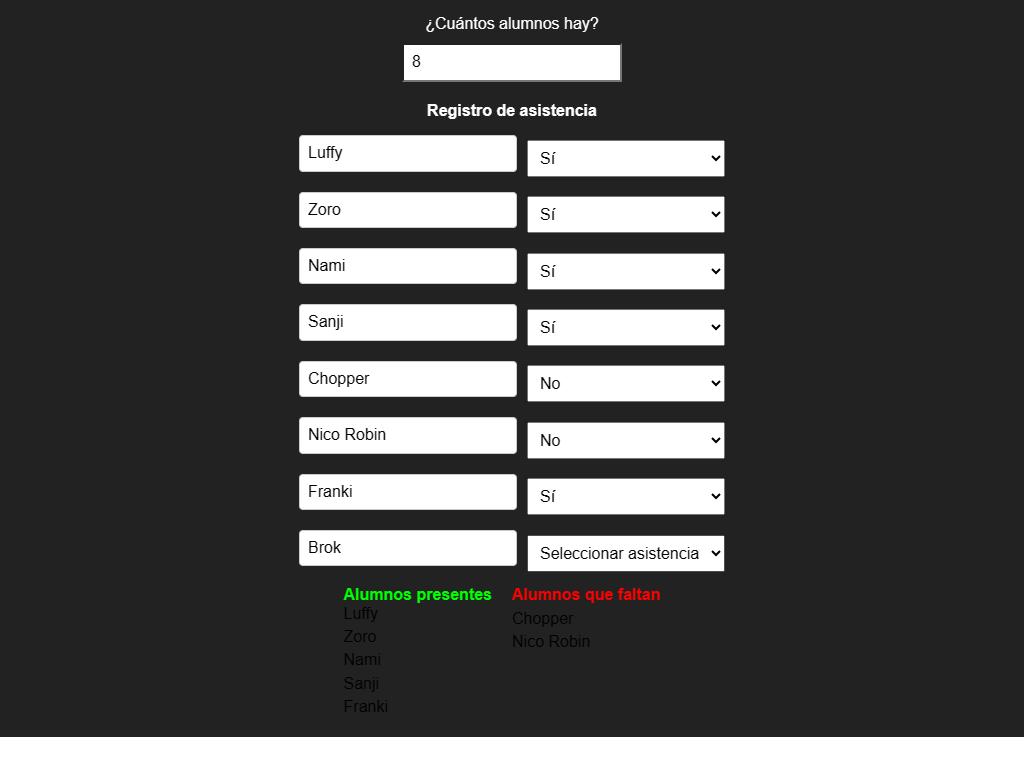 ¿Cuántos alumnos hay?
8
Registro de asistencia
Luffy Sí
Zoro Sí
Nami Sí
Sanji Sí
Chopper No
Nico Robin No
Franki Sí
Brok Seleccionar asistencia
Alumnos presentes Alumnos que faltan
Luffy Chopper
Zoro Nico Robin
Nami
Sanji
Franki